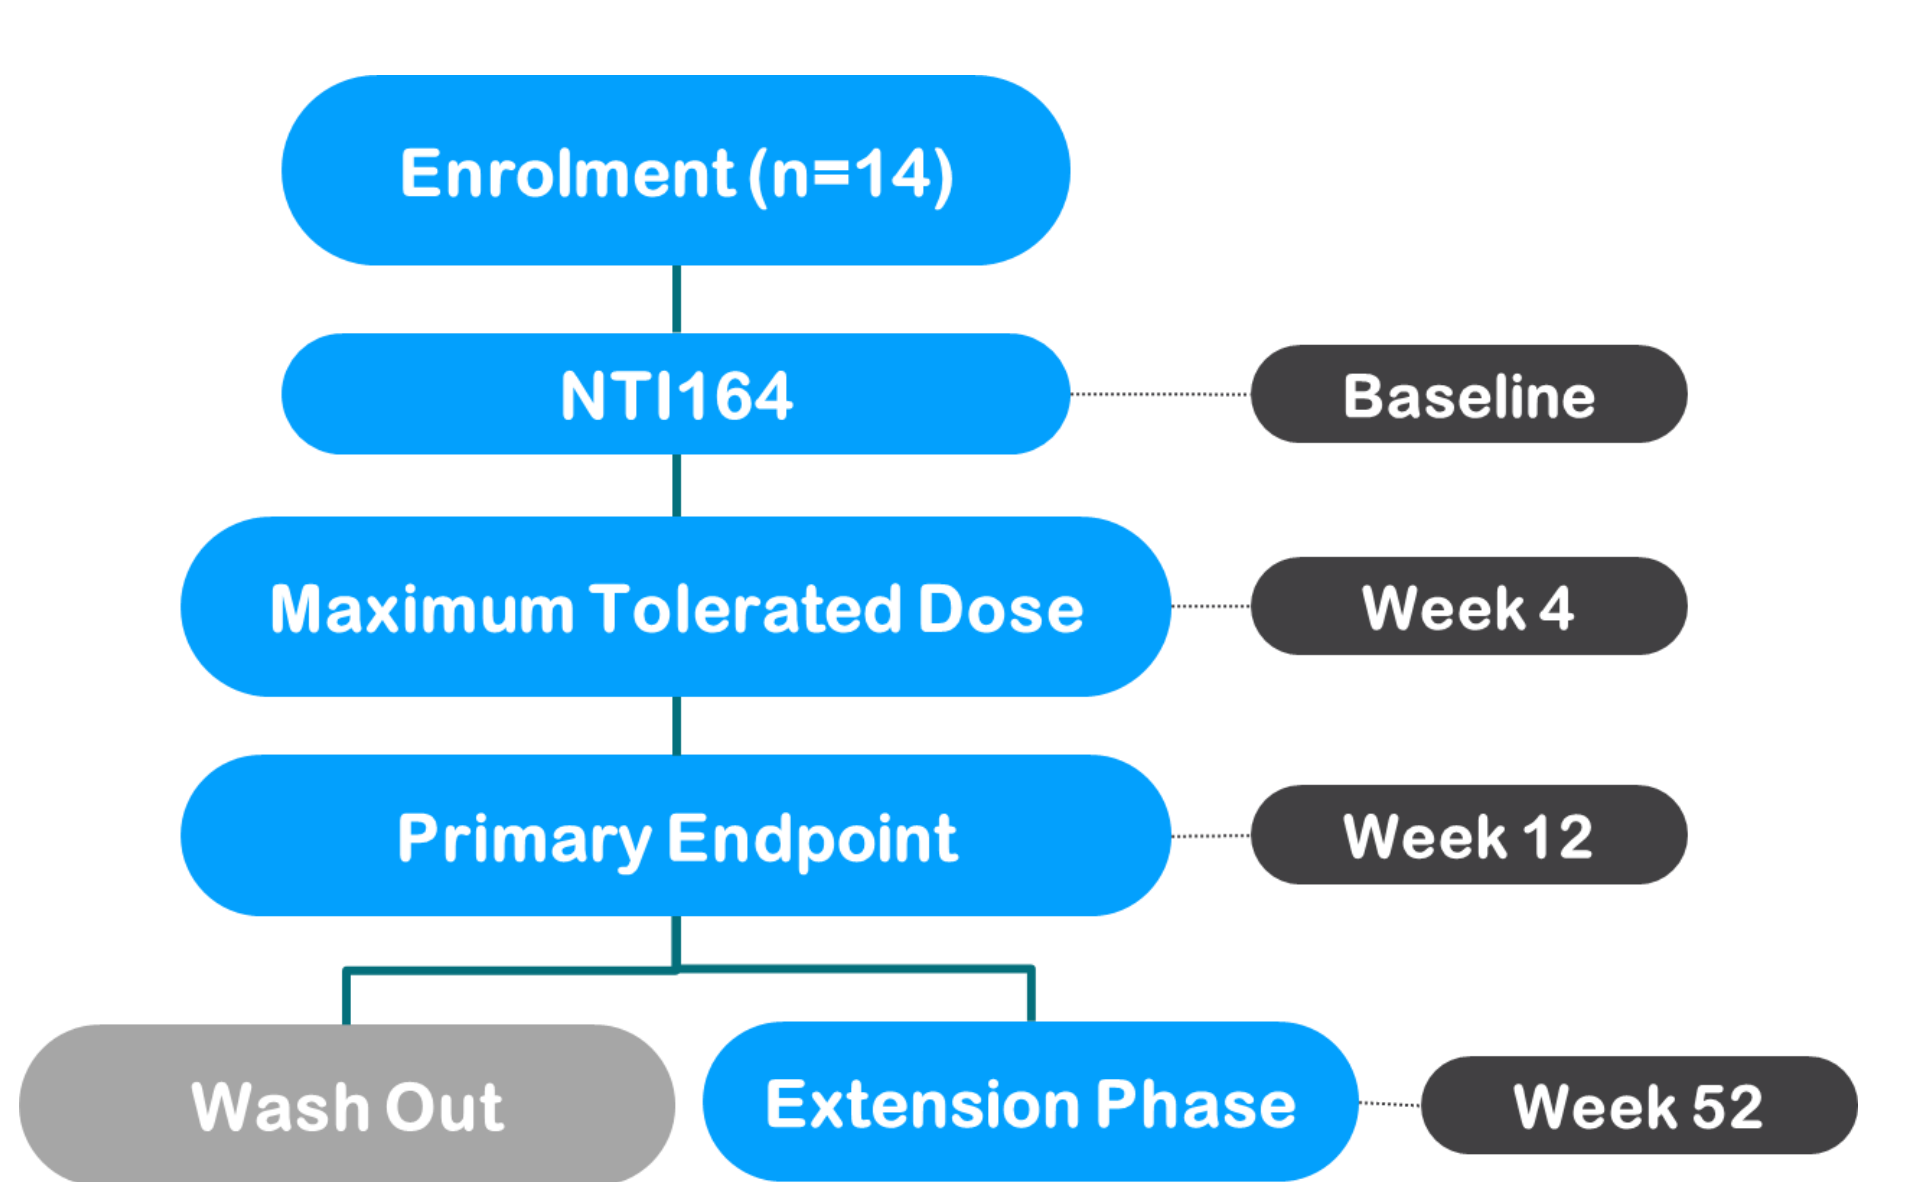 Enrolment (n=14)
NTI164
Baseline
Maximum Tolerated Dose
Week 4
Primary Endpoint
Week 12
Wash Out
Extension Phase
Week 52